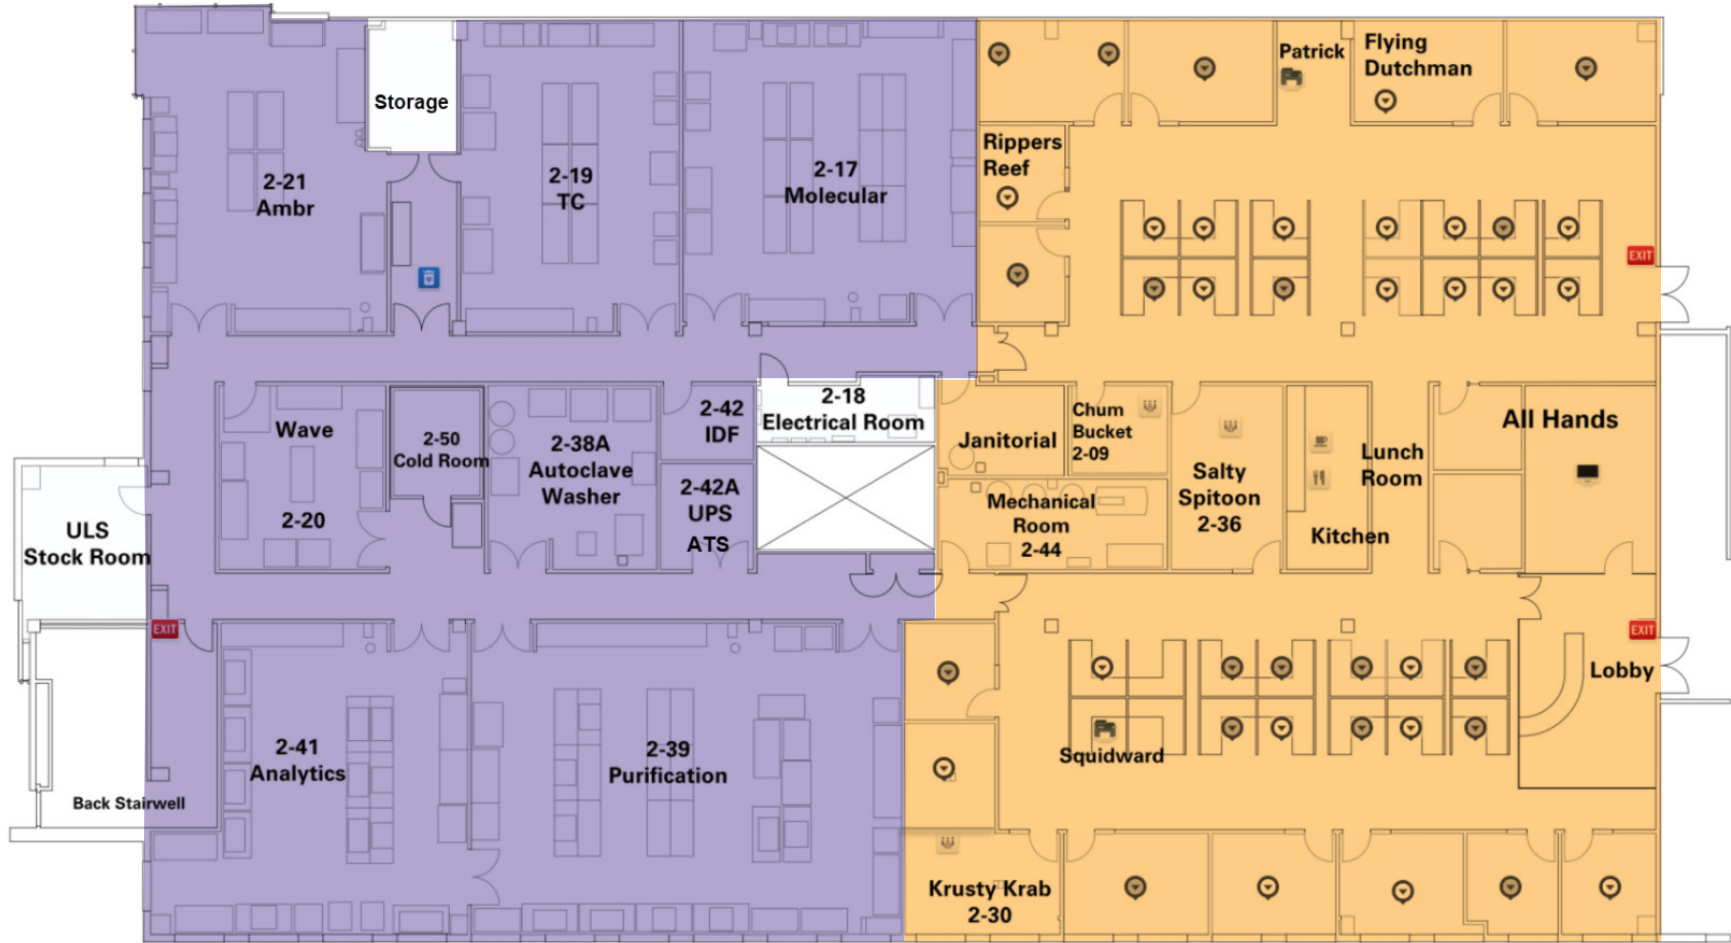 Storage
2-21
Ambr
2-19
TC
2-17
Molecular
Patrick
Flying
Dutchman
Rippers
Reef
EXIT
Wave
2-20
2-50
Cold Room
2-38A
Autoclave
Washer
2-42
IDF
2-42A
UPS
ATS
2-18
Electrical Room
Janitorial
Chum
Bucket
2-09
Mechanical
Room
2-44
Salty
Spitoon
2-36
Lunch
Room
Kitchen
All Hands
ULS
Stock Room
EXIT
EXIT
Lobby
Squidward
2-41
Analytics
2-39
Purification
Back Stairwell
Krusty Krab
2-30